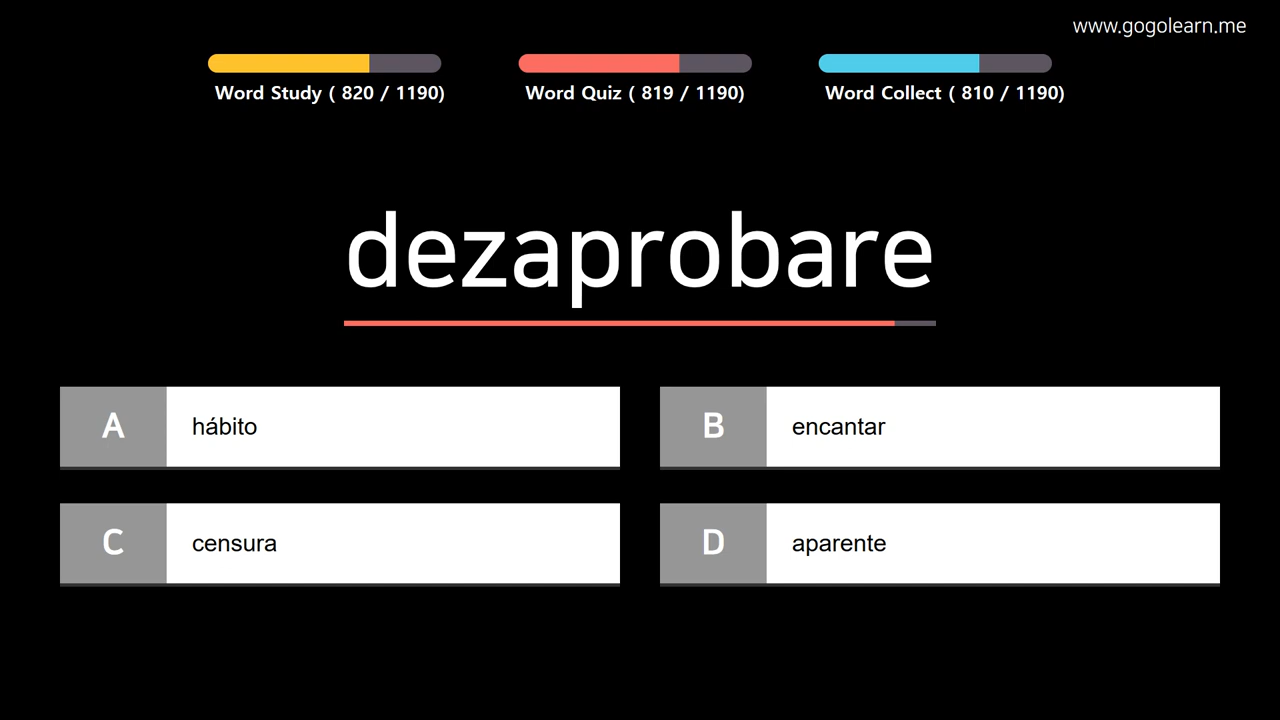 www.gogolearn.me
Word Study ( 820 / 1190)
Word Quiz ( 819 / 1190)
Word Collect ( 810 / 1190)
dezaprobare
A hábito
B encantar
C censura
D aparente